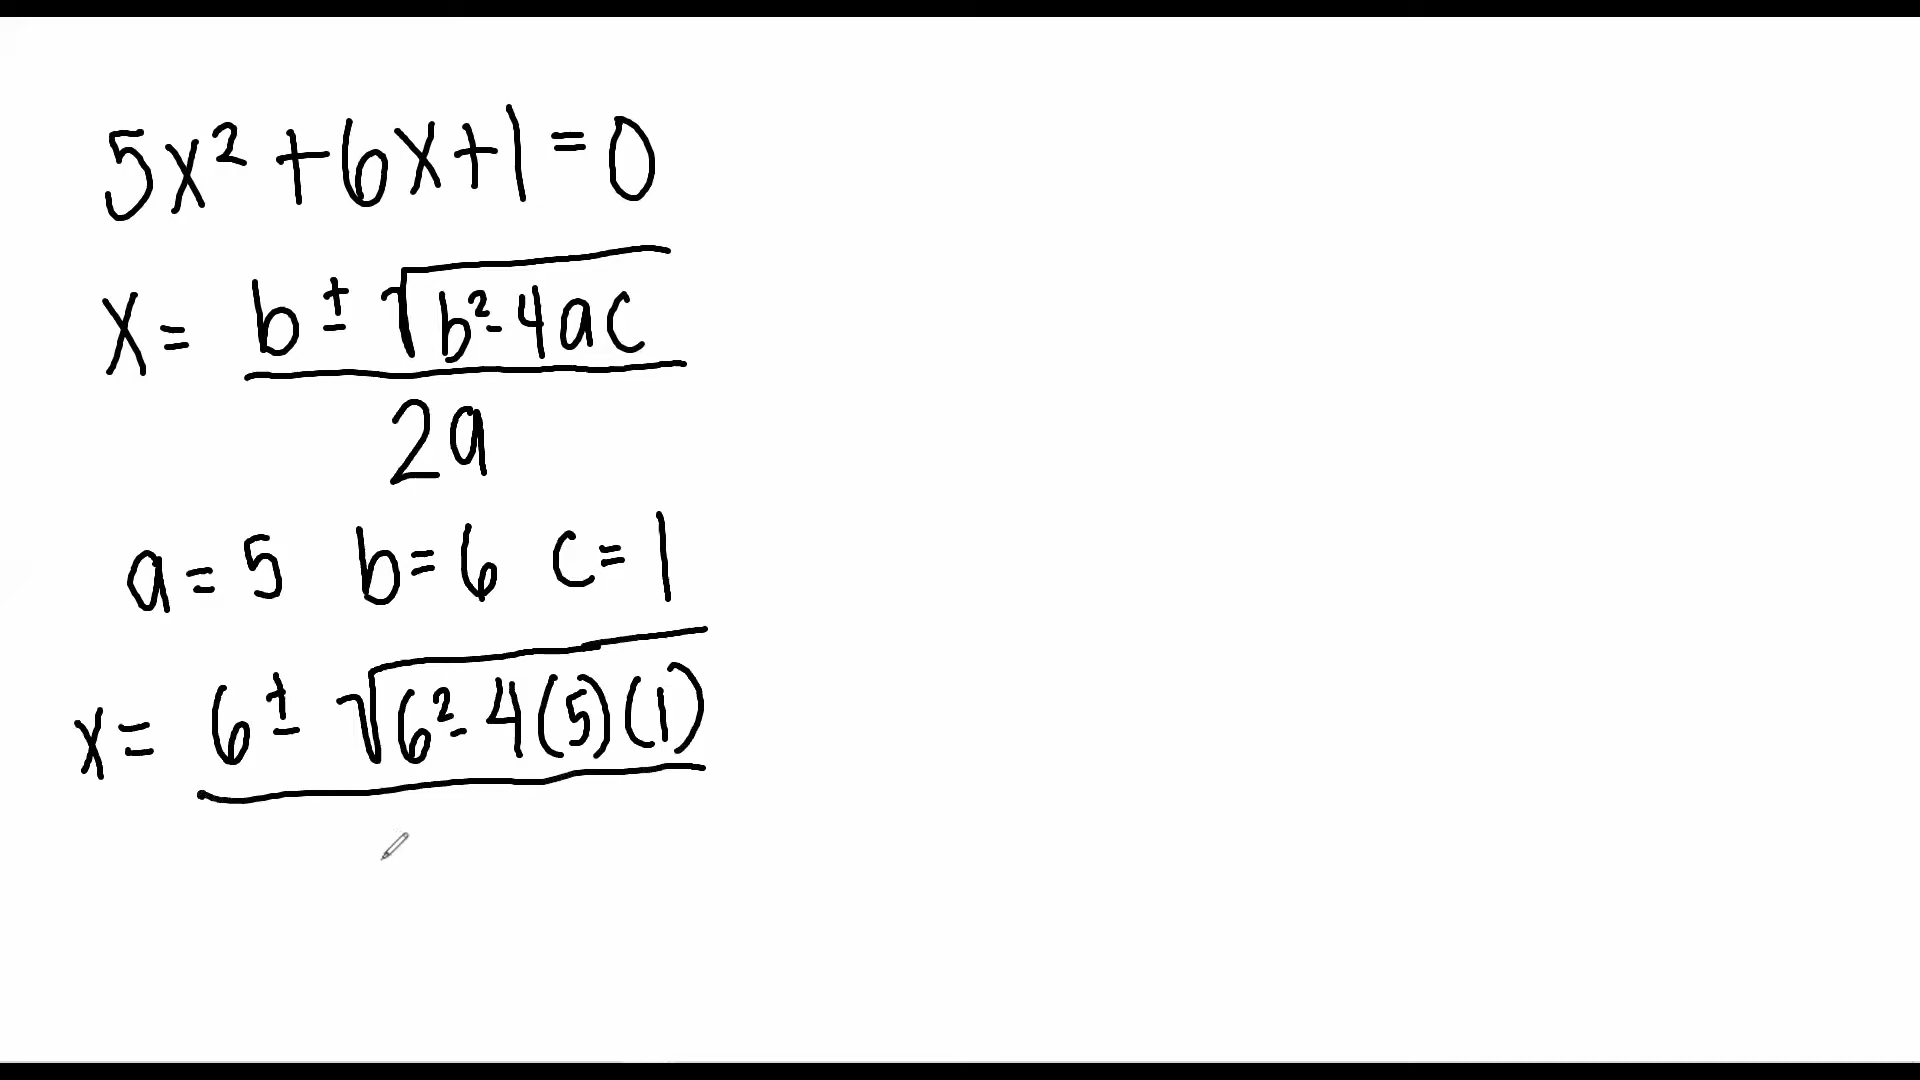 5x² + 6x + 1 = 0
x = b ± √(b² - 4ac)
2a
a = 5 b = 6 c = 1
x = 6 ± √(6² - 4(5)(1))